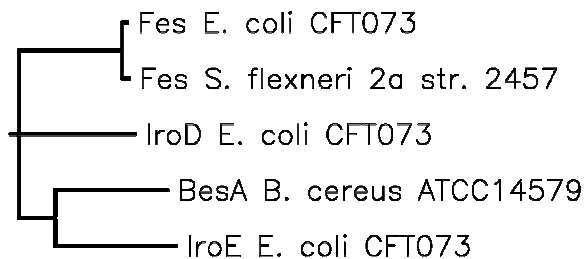 Fes E. coli CFT073
Fes S. flexneri 2a str. 2457
IroD E. coli CFT073
BesA B. cereus ATCC14579
IroE E. coli CFT073